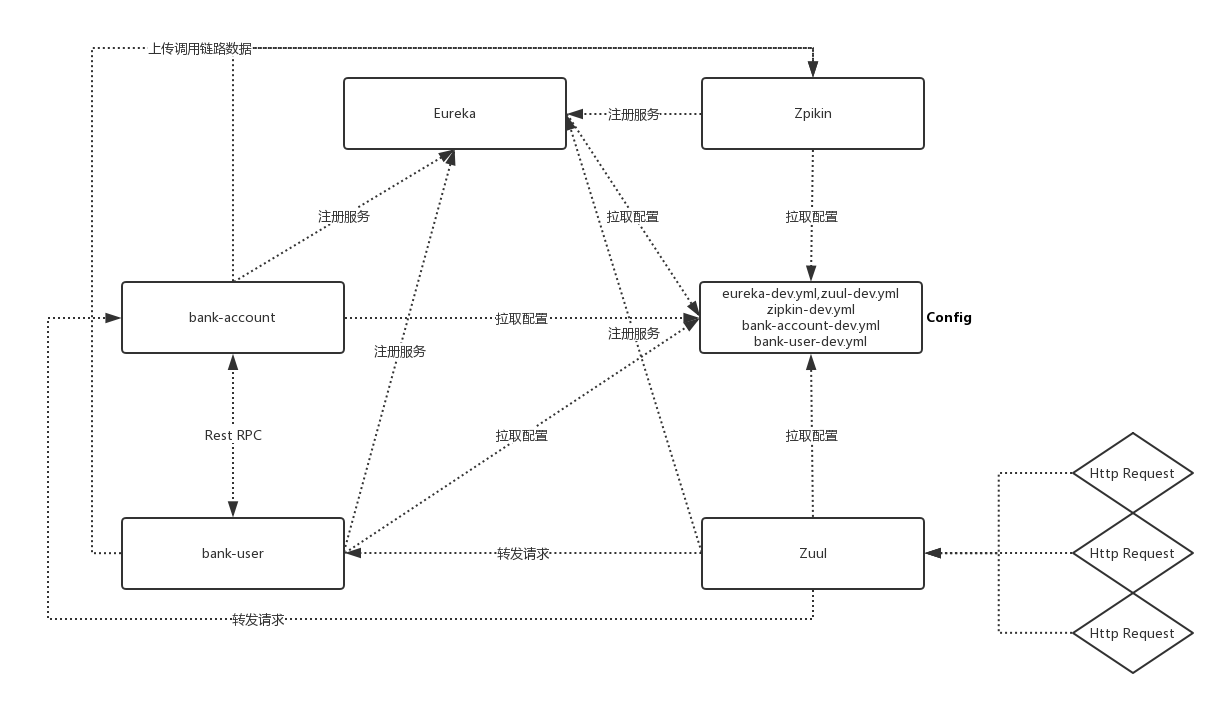 上传调用链路数据
Eureka
注册服务
Zpikin
注册服务
拉取配置
拉取配置
bank-account
拉取配置
eureka-dev.yml,zuul-dev.yml
zipkin-dev.yml
bank-account-dev.yml
bank-user-dev.yml
Config
注册服务
注册服务
Rest RPC
拉取配置
拉取配置
Http Request
bank-user
转发请求
Zuul
Http Request
转发请求
Http Request